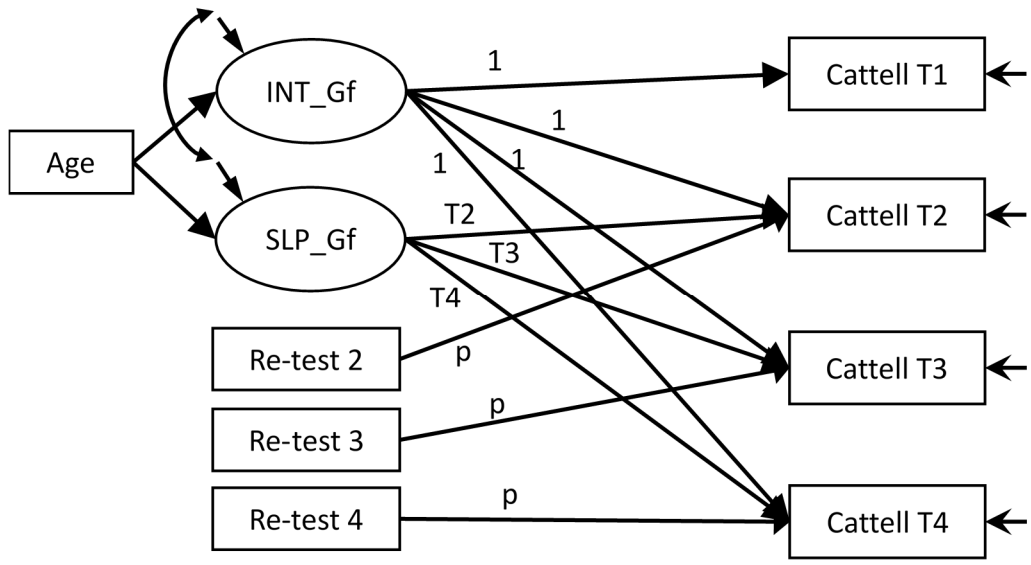 1
INT_Gf
Cattell T1
1
Age
1
1
Cattell T2
T2
SLP_Gf
T3
T4
Re-test 2
p
Cattell T3
p
Re-test 3
p
Re-test 4
Cattell T4